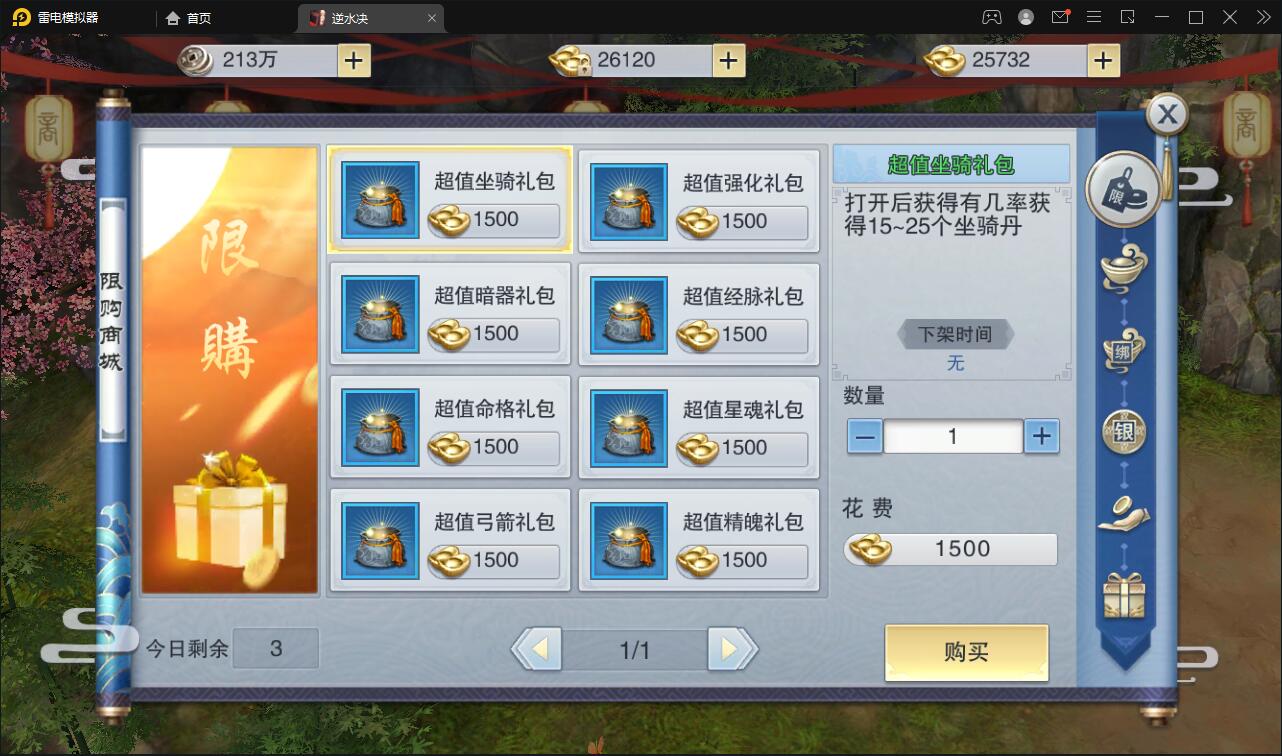 雷电模拟器
首页
逆水决
213万
26120
25732
商
商
限购商城
限購
超值坐骑礼包
1500
超值强化礼包
1500
超值暗器礼包
1500
超值经脉礼包
1500
超值命格礼包
1500
超值星魂礼包
1500
超值弓箭礼包
1500
超值精魄礼包
1500
今日剩余 3
1/1
超值坐骑礼包
打开后获得有几率获
得15~25个坐骑丹
下架时间
无
数量
1
花 费
1500
购买
X
限
绑
银